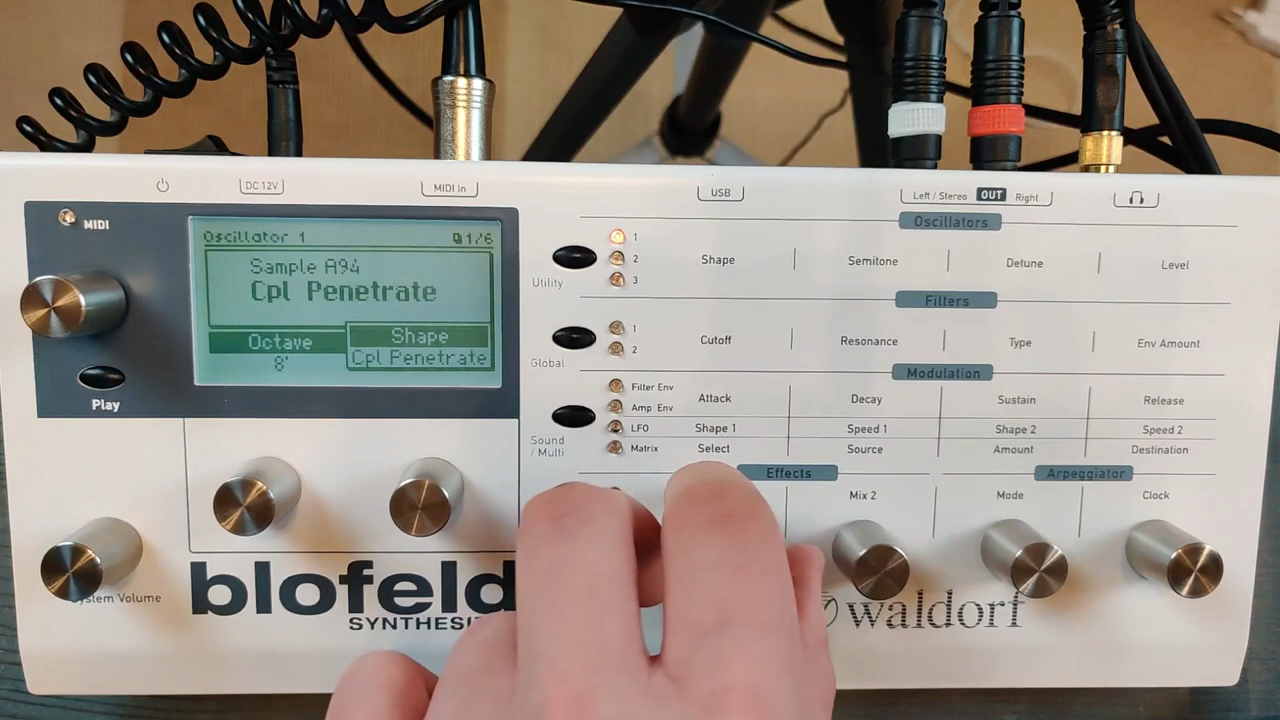 DC 12V
MIDI In
USB
Left / Stereo OUT Right
MIDI
Play
Oscillator 1 1/6
Sample A94
Cpl Penetrate
Octave Shape
8' Cpl Penetrate
Utility
Global
Sound
/ Multi
Oscillators
1
2
3
Shape Semitone Detune Level
Filters
1
2
Cutoff Resonance Type Env Amount
Modulation
Filter Env Attack Decay Sustain Release
Amp Env
LFO Shape 1 Speed 1 Shape 2 Speed 2
Matrix Select Source Amount Destination
Effects Arpeggiator
Mix 2 Mode Clock
Volume
blofeld
waldorf